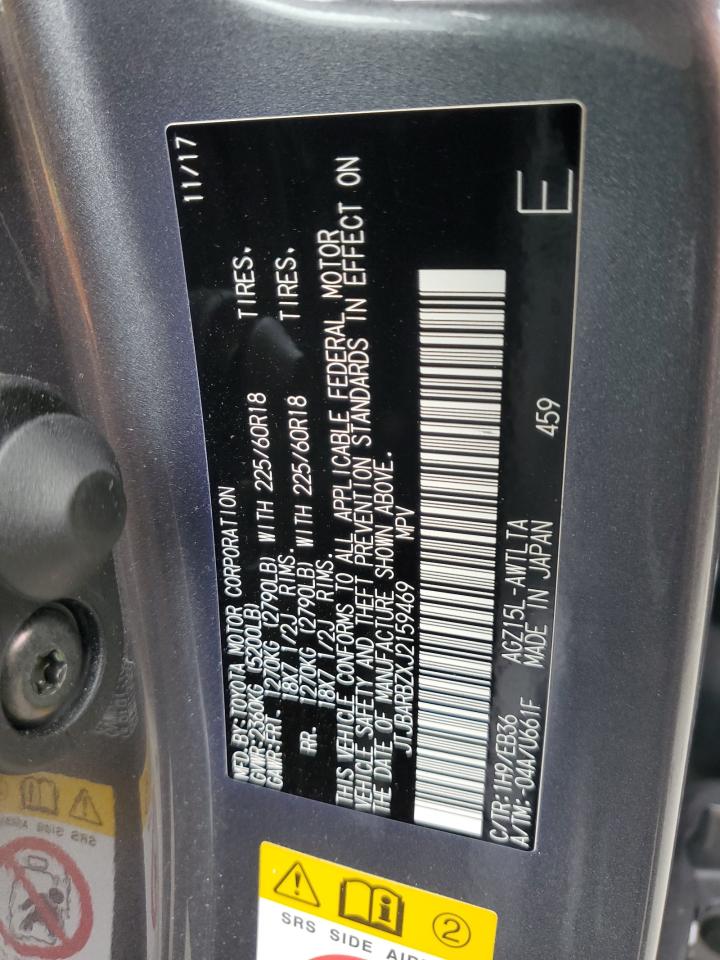 11/17
MFD.BY:TOYOTA MOTOR CORPORATION
GVWR:2360KG (5200LB)
GAWR:FRT. 1270KG (2790LB) WITH 225/60R18 TIRES.
18X7 1/2J RIMS.
RR. 1270KG (2790LB) WITH 225/60R18 TIRES.
18X7 1/2J RIMS.
THIS VEHICLE CONFORMS TO ALL APPLICABLE FEDERAL MOTOR
VEHICLE SAFETY AND THEFT PREVENTION STANDARDS IN EFFECT ON
THE DATE OF MANUFACTURE SHOWN ABOVE.
JTJBARBZXJ2159469 MPV
C/TR:1H9/EB36 AGZ15L-AWTLTA 459
A/TM:-04A/U661F MADE IN JAPAN E
2
SRS SIDE
SRS SIDE